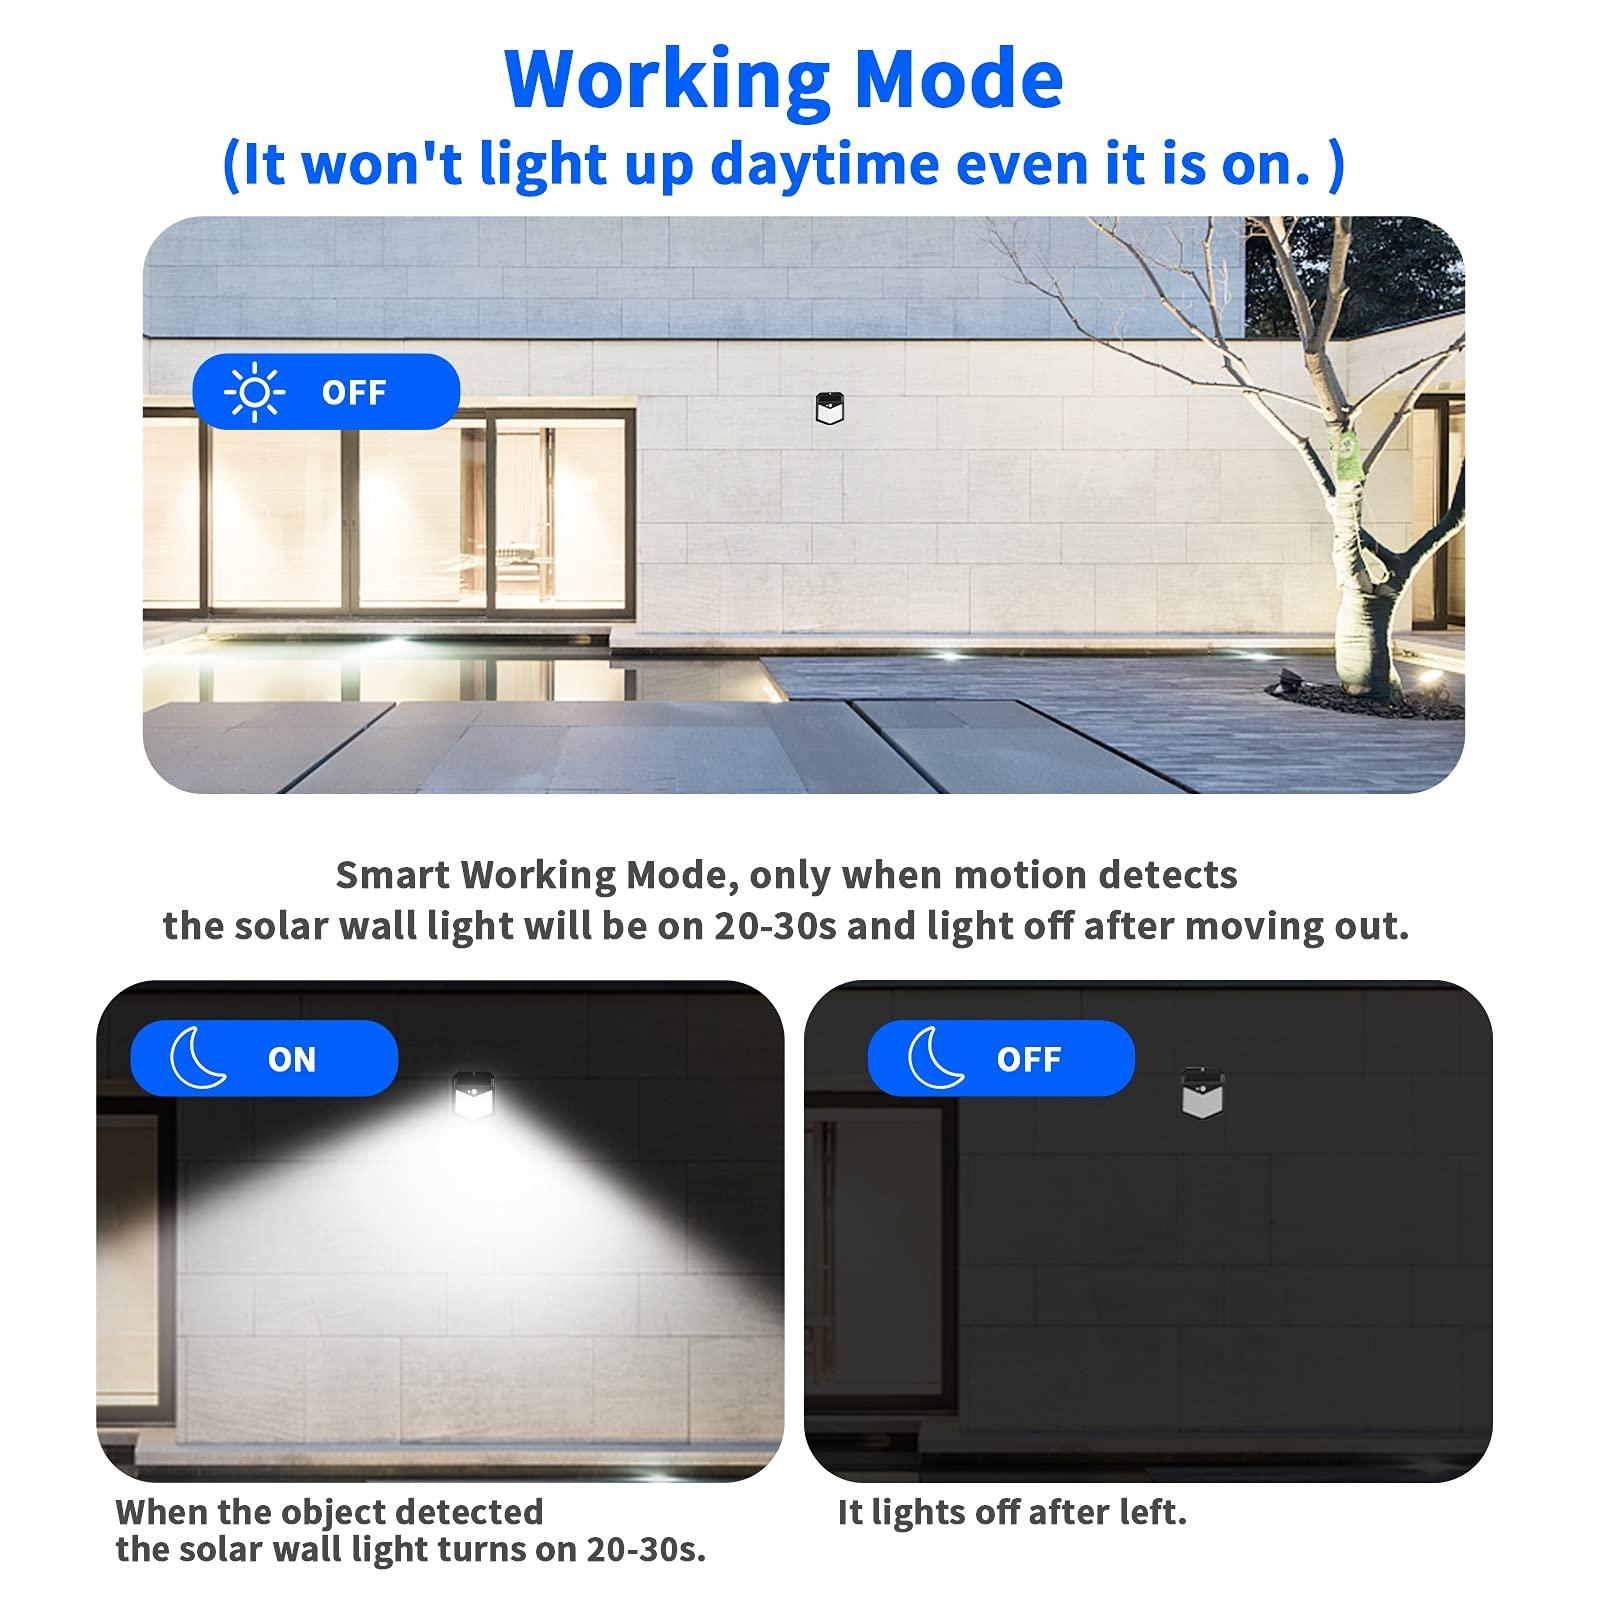 Working Mode
(It won't light up daytime even it is on. )
OFF
Smart Working Mode, only when motion detects
the solar wall light will be on 20-30s and light off after moving out.
ON
OFF
When the object detected
the solar wall light turns on 20-30s.
It lights off after left.